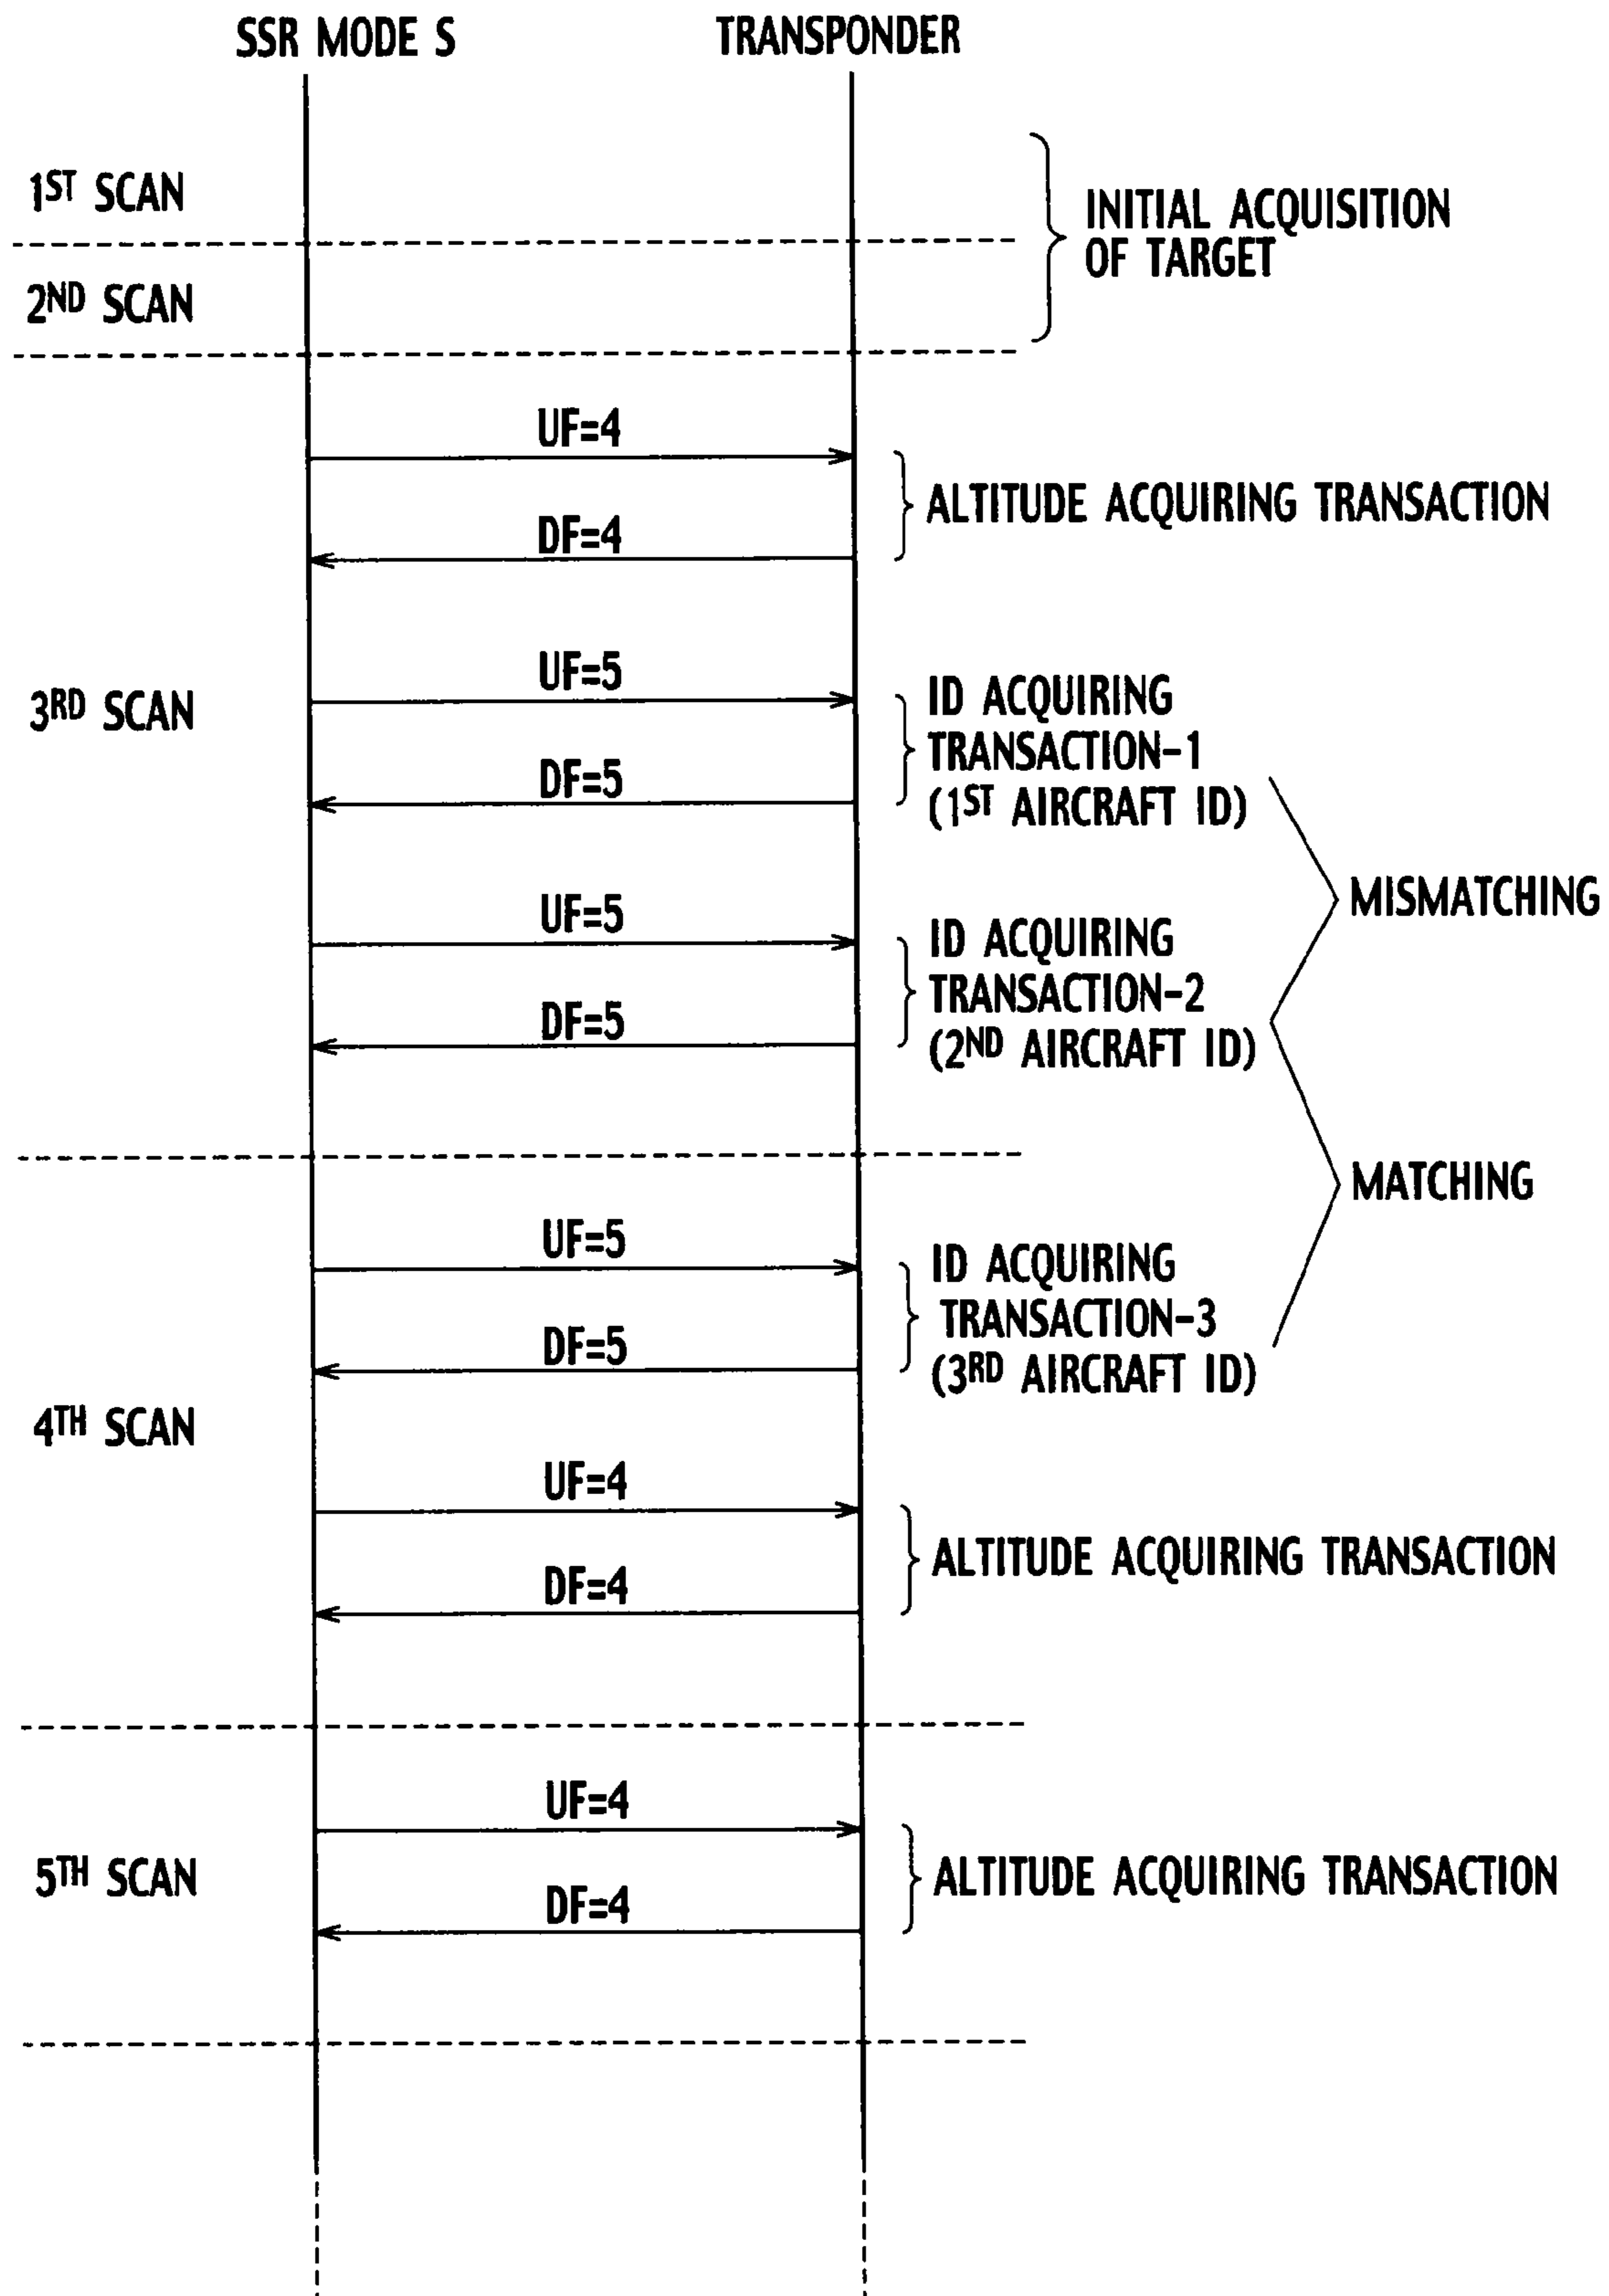 SSR MODE S
TRANSPONDER
1ST SCAN
INITIAL ACQUISITION
OF TARGET
2ND SCAN
UF=4
ALTITUDE ACQUIRING TRANSACTION
DF=4
3RD SCAN
UF=5
ID ACQUIRING
TRANSACTION-1
(1ST AIRCRAFT ID)
DF=5
MISMATCHING
UF=5
ID ACQUIRING
TRANSACTION-2
(2ND AIRCRAFT ID)
DF=5
MATCHING
UF=5
ID ACQUIRING
TRANSACTION-3
(3RD AIRCRAFT ID)
DF=5
4TH SCAN
UF=4
ALTITUDE ACQUIRING TRANSACTION
DF=4
UF=4
5TH SCAN
ALTITUDE ACQUIRING TRANSACTION
DF=4